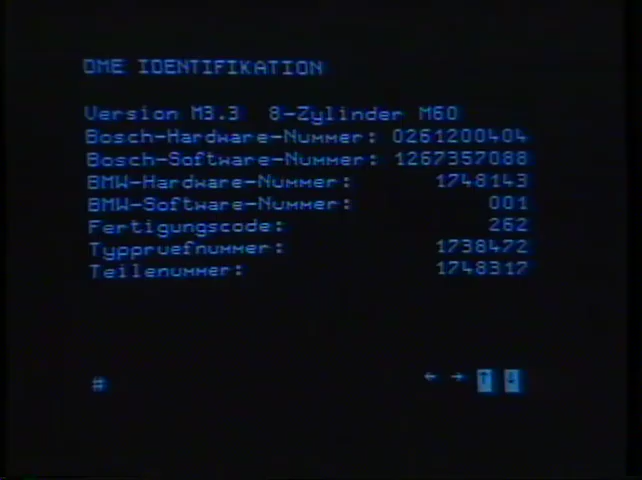 DME IDENTIFIKATION
Version M3.3 8-Zylinder M60
Bosch-Hardware-Nummer: 0261200404
Bosch-Software-Nummer: 1267357088
BMW-Hardware-Nummer: 1748143
BMW-Software-Nummer: 001
Fertigungscode: 262
Typpruefnummer: 1738472
Teilenummer: 1748317
# ← → ↑ ↓